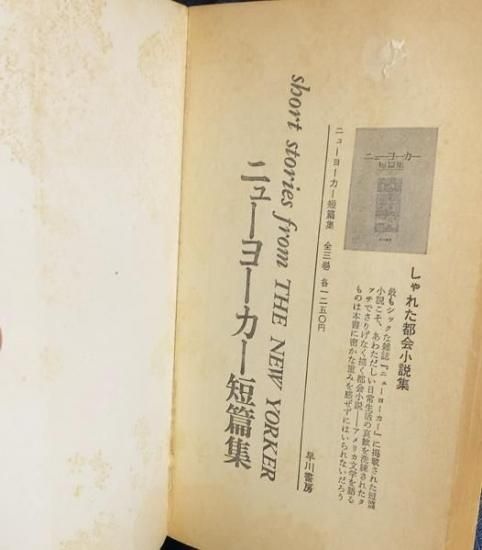 ニューヨーカー
短篇集
しゃれた都会小説集
最もシックな雑誌『ニューヨーカー』に掲載された短篇
小説こそ、あわただしい日常生活の哀歓を洗練されたタ
ッチでさりげなく描く都会小説――アメリカ文学を語る
ものは本書に密かな重みを感ぜずにはいられないだろう
ニューヨーカー短篇集 全三巻 各一二五〇円
short stories from THE NEW YORKER
ニューヨーカー短篇集
早川書房